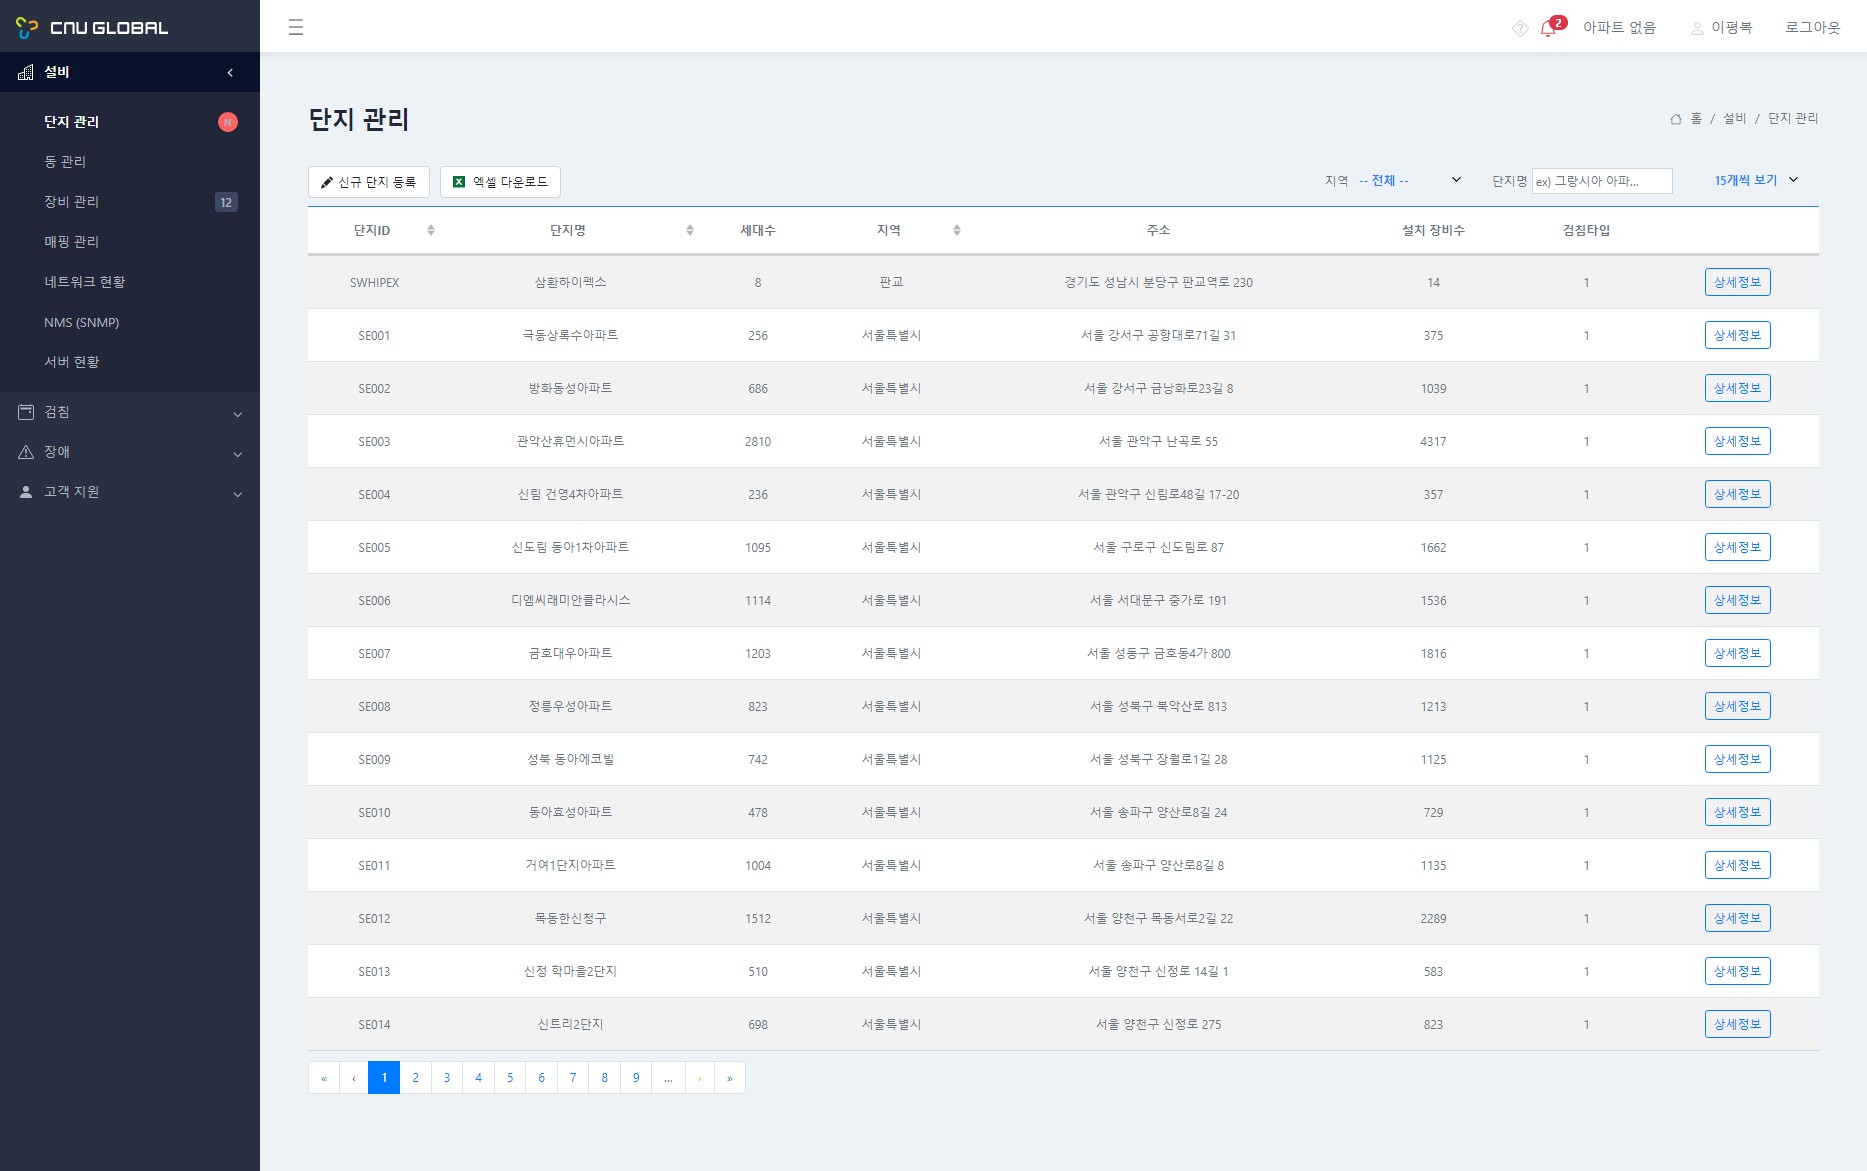 CNU GLOBAL
2
아파트 없음
이평복
로그아웃
설비
단지 관리 N
동 관리
장비 관리 12
매핑 관리
네트워크 현황
NMS (SNMP)
서버 현황
검침
장애
고객 지원
단지 관리
홈 / 설비 / 단지 관리
신규 단지 등록
엑셀 다운로드
지역 -- 전체 --
단지명 ex) 그랑시아 아파...
15개씩 보기
단지ID 단지명 세대수 지역 주소 설치 장비수 검침타입
SWHIPEX 삼환하이펙스 8 판교 경기도 성남시 분당구 판교역로 230 14 1 상세정보
SE001 극동상록수아파트 256 서울특별시 서울 강서구 공항대로71길 31 375 1 상세정보
SE002 방화동성아파트 686 서울특별시 서울 강서구 금낭화로23길 8 1039 1 상세정보
SE003 관악산휴먼시아파트 2810 서울특별시 서울 관악구 난곡로 55 4317 1 상세정보
SE004 신림 건영4차아파트 236 서울특별시 서울 관악구 신림로48길 17-20 357 1 상세정보
SE005 신도림 동아1차아파트 1095 서울특별시 서울 구로구 신도림로 87 1662 1 상세정보
SE006 디엠씨래미안클라시스 1114 서울특별시 서울 서대문구 중가로 191 1536 1 상세정보
SE007 금호대우아파트 1203 서울특별시 서울 성동구 금호동4가 800 1816 1 상세정보
SE008 정릉우성아파트 823 서울특별시 서울 성북구 북악산로 813 1213 1 상세정보
SE009 성북 동아에코빌 742 서울특별시 서울 성북구 장월로1길 28 1125 1 상세정보
SE010 동아효성아파트 478 서울특별시 서울 송파구 양산로8길 24 729 1 상세정보
SE011 거여1단지아파트 1004 서울특별시 서울 송파구 양산로8길 8 1135 1 상세정보
SE012 목동한신청구 1512 서울특별시 서울 양천구 목동서로2길 22 2289 1 상세정보
SE013 신정 학마을2단지 510 서울특별시 서울 양천구 신정로 14길 1 583 1 상세정보
SE014 신트리2단지 698 서울특별시 서울 양천구 신정로 275 823 1 상세정보
« ‹ 1 2 3 4 5 6 7 8 9 ... › »